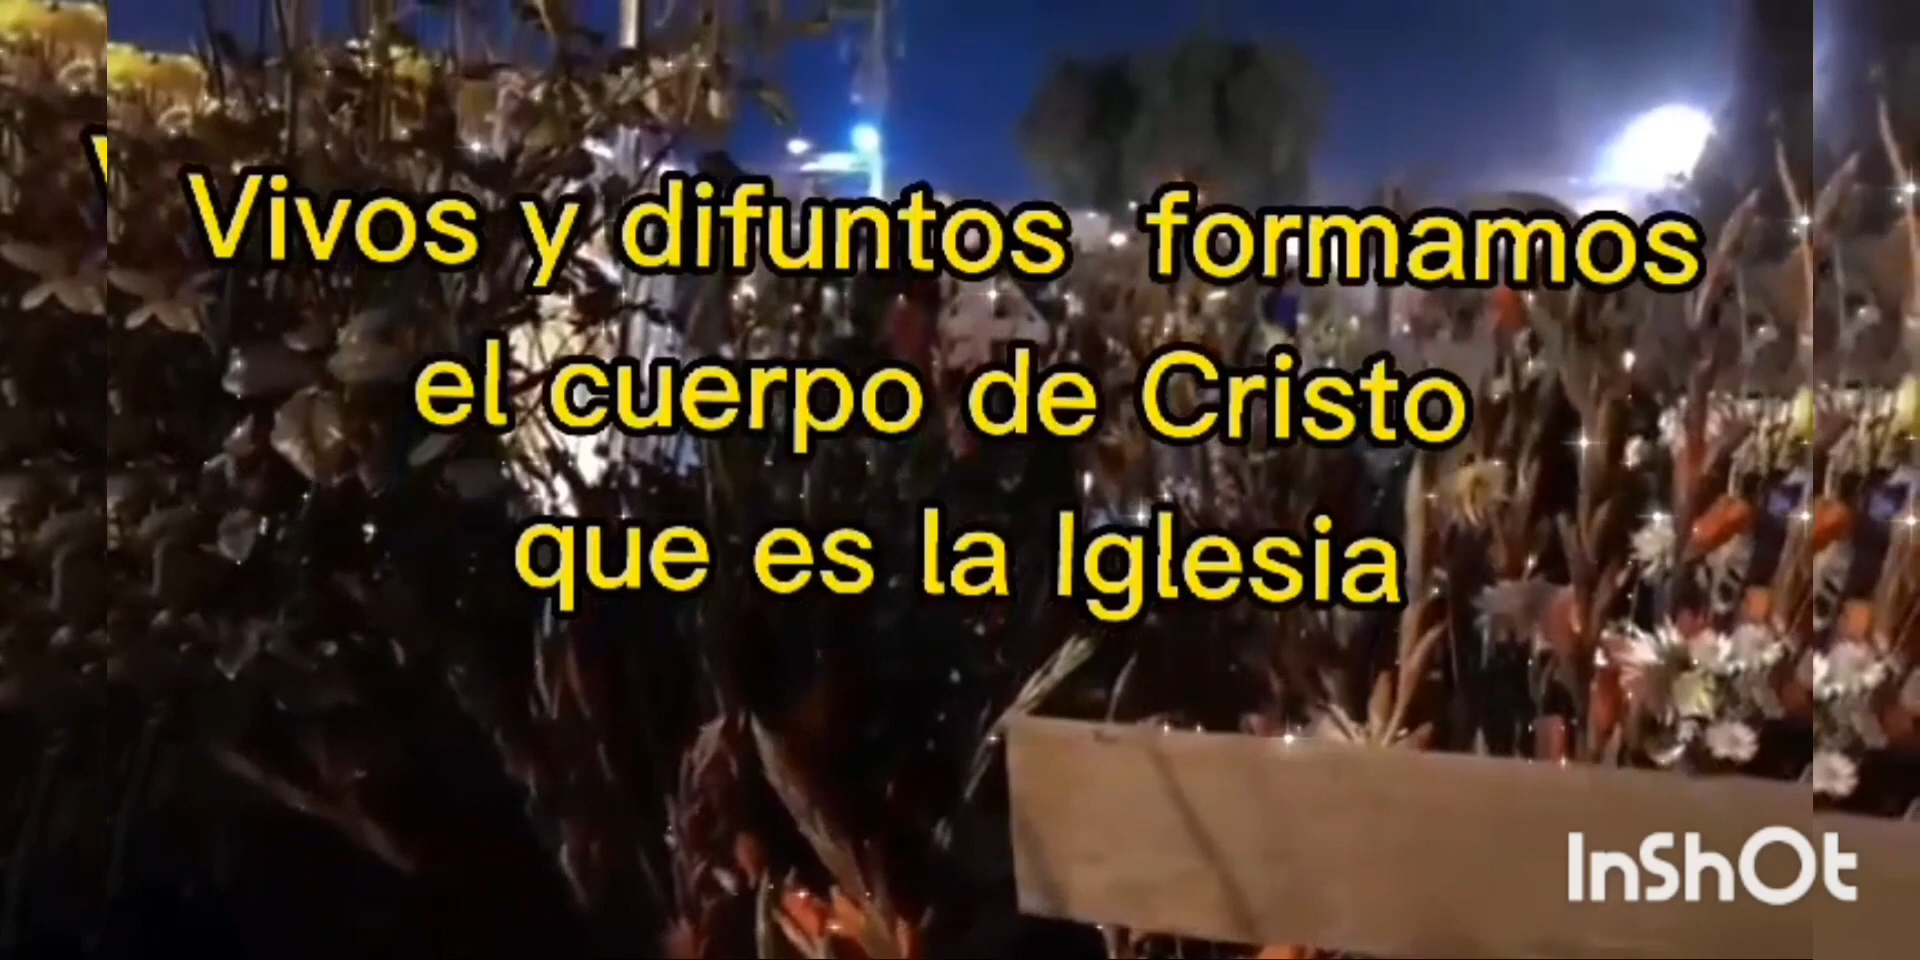 Vivos y difuntos formamos
el cuerpo de Cristo
que es la Iglesia
InShOt